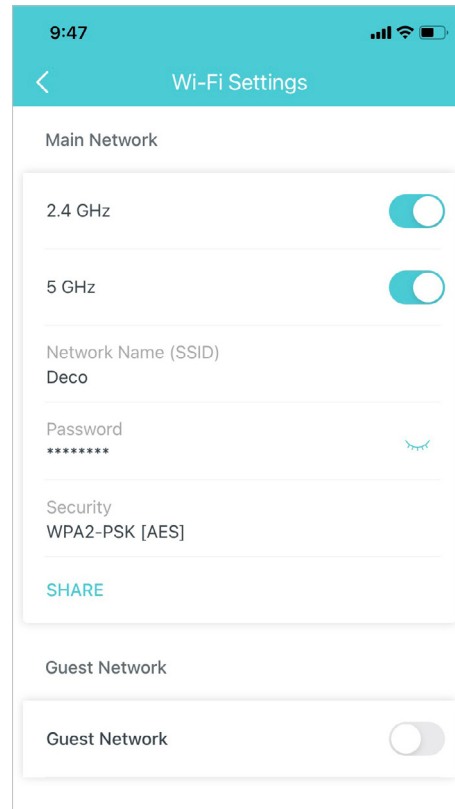 9:47
Wi-Fi Settings
Main Network
2.4 GHz
5 GHz
Network Name (SSID)
Deco
Password
********
Security
WPA2-PSK [AES]
SHARE
Guest Network
Guest Network